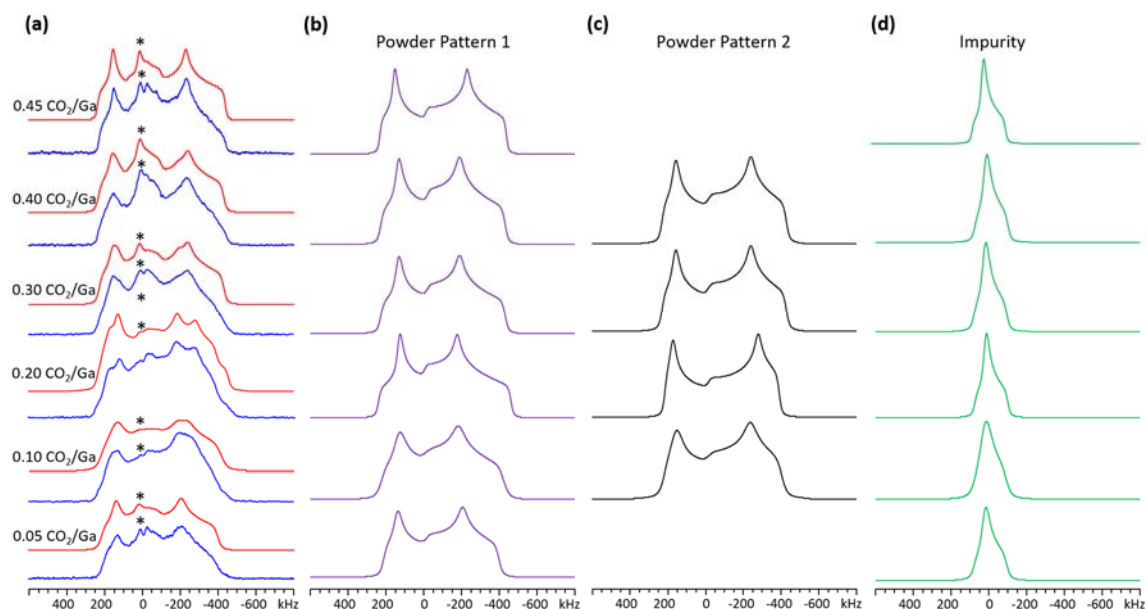 (a) (b) (c) (d)
Powder Pattern 1 Powder Pattern 2 Impurity
*
*
0.45 CO₂/Ga
*
*
0.40 CO₂/Ga
*
*
0.30 CO₂/Ga
*
*
0.20 CO₂/Ga
*
*
0.10 CO₂/Ga
*
*
0.05 CO₂/Ga
400 200 0 -200 -400 -600 kHz 400 200 0 -200 -400 -600 kHz 400 200 0 -200 -400 -600 kHz 400 200 0 -200 -400 -600 kHz